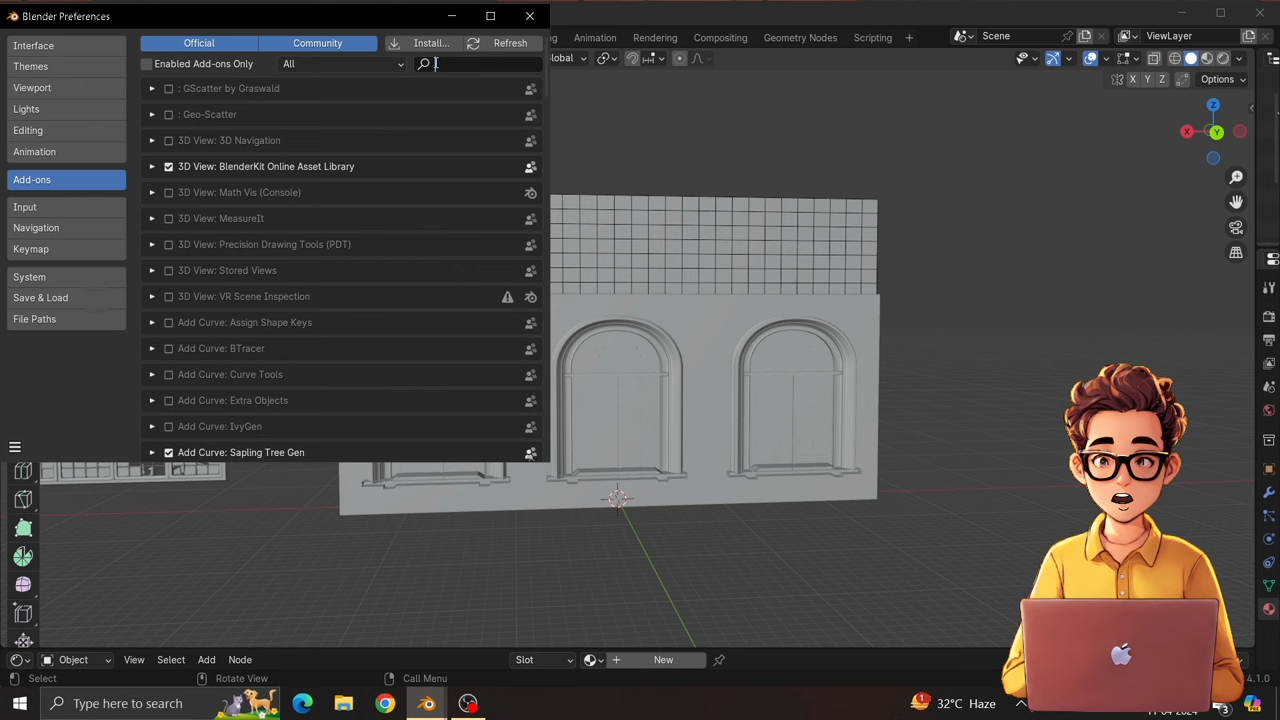 Blender Preferences
Interface
Themes
Viewport
Lights
Editing
Animation
Add-ons
Input
Navigation
Keymap
System
Save & Load
File Paths
Official Community Install... Refresh
Enabled Add-ons Only All
: GScatter by Graswald
: Geo-Scatter
3D View: 3D Navigation
3D View: BlenderKit Online Asset Library
3D View: Math Vis (Console)
3D View: MeasureIt
3D View: Precision Drawing Tools (PDT)
3D View: Stored Views
3D View: VR Scene Inspection
Add Curve: Assign Shape Keys
Add Curve: BTracer
Add Curve: Curve Tools
Add Curve: Extra Objects
Add Curve: IvyGen
Add Curve: Sapling Tree Gen
Animation Rendering Compositing Geometry Nodes Scripting Scene ViewLayer
X Y Z Options
Z
X Y
Object View Select Add Node Slot New
Select Rotate View Call Menu 4.1.0
Type here to search 1 32°C Haze 3